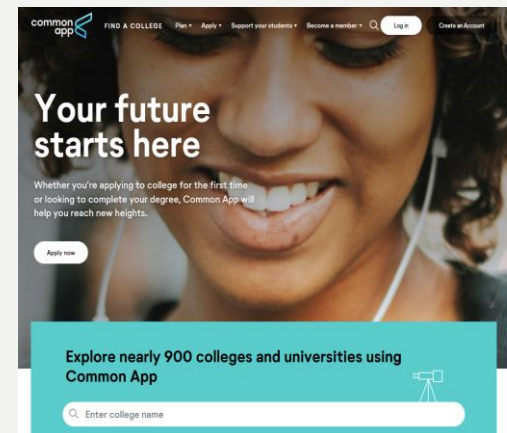 common
app
FIND A COLLEGE Plan Apply Support your students Become a member Log in Create an Account
Your future
starts here
Whether you're applying to college for the first time
or looking to complete your degree, Common App will
help you reach new heights.
Apply now
Explore nearly 900 colleges and universities using
Common App
Enter college name